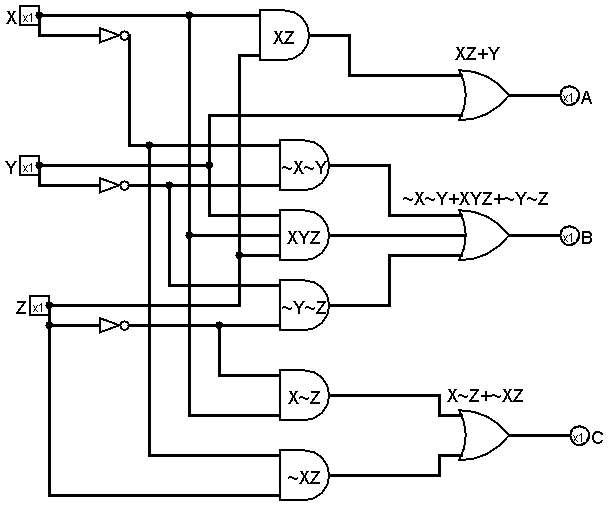 X x1
XZ
XZ+Y
x1 A
Y x1
~X~Y
~X~Y+XYZ+~Y~Z
XYZ
x1 B
Z x1
~Y~Z
X~Z
X~Z+~XZ
x1 C
~XZ